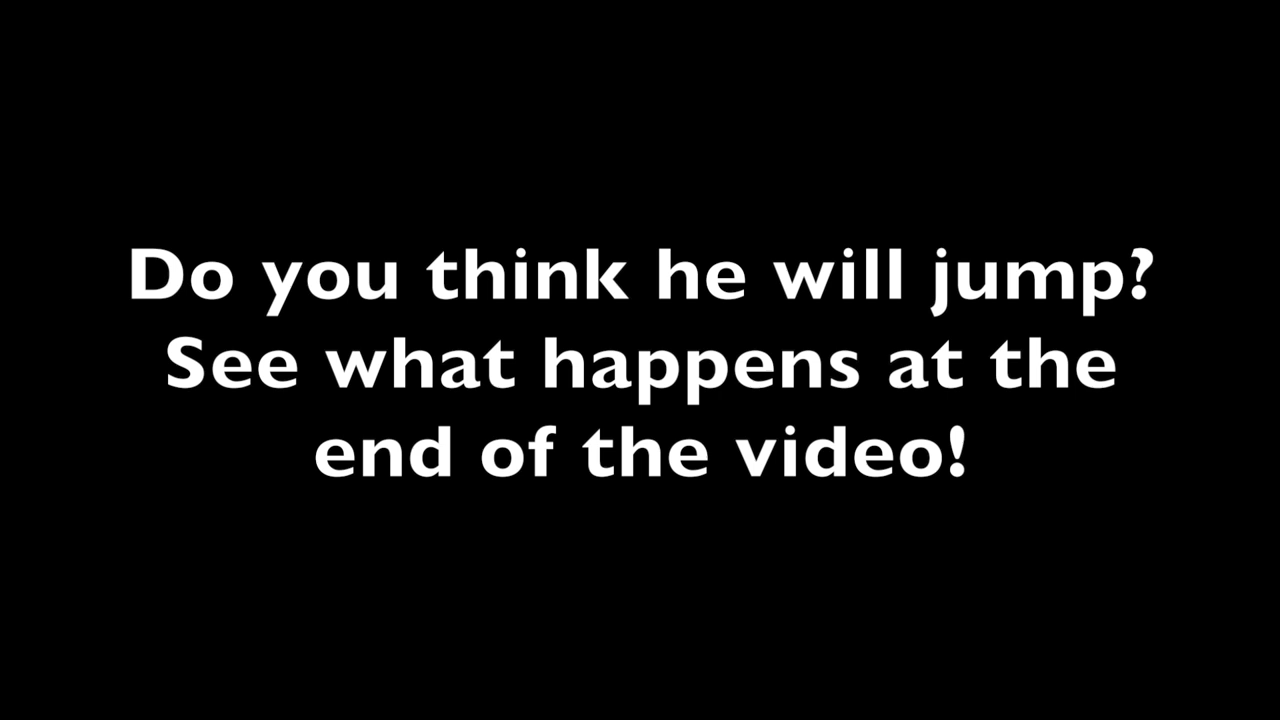 Do you think he will jump?
See what happens at the
end of the video!